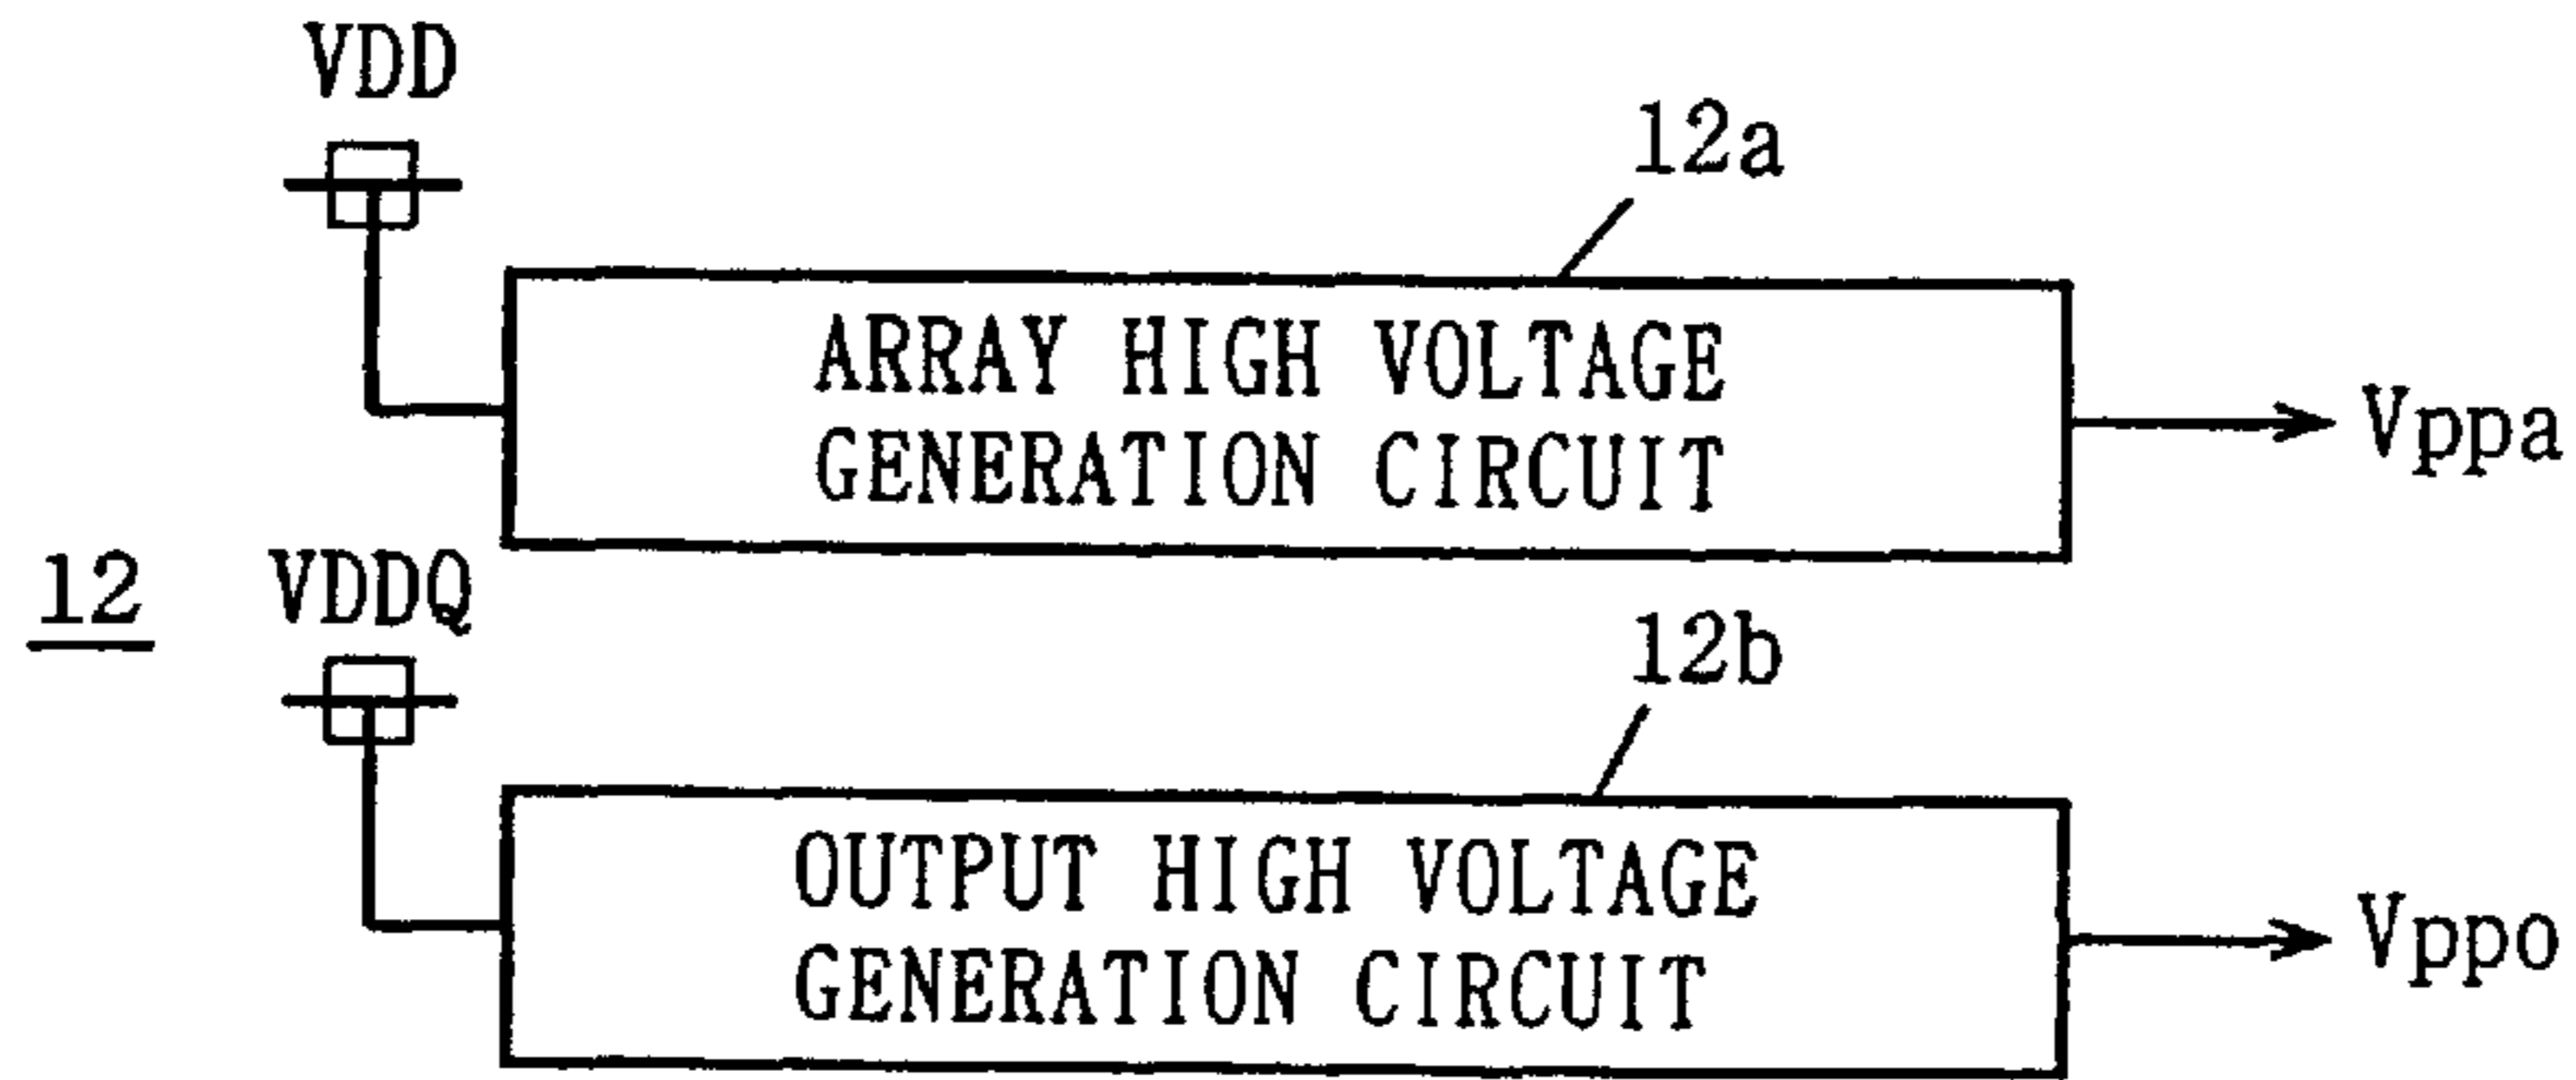 VDD
12a
ARRAY HIGH VOLTAGE
GENERATION CIRCUIT
Vppa
12
VDDQ
12b
OUTPUT HIGH VOLTAGE
GENERATION CIRCUIT
Vppo